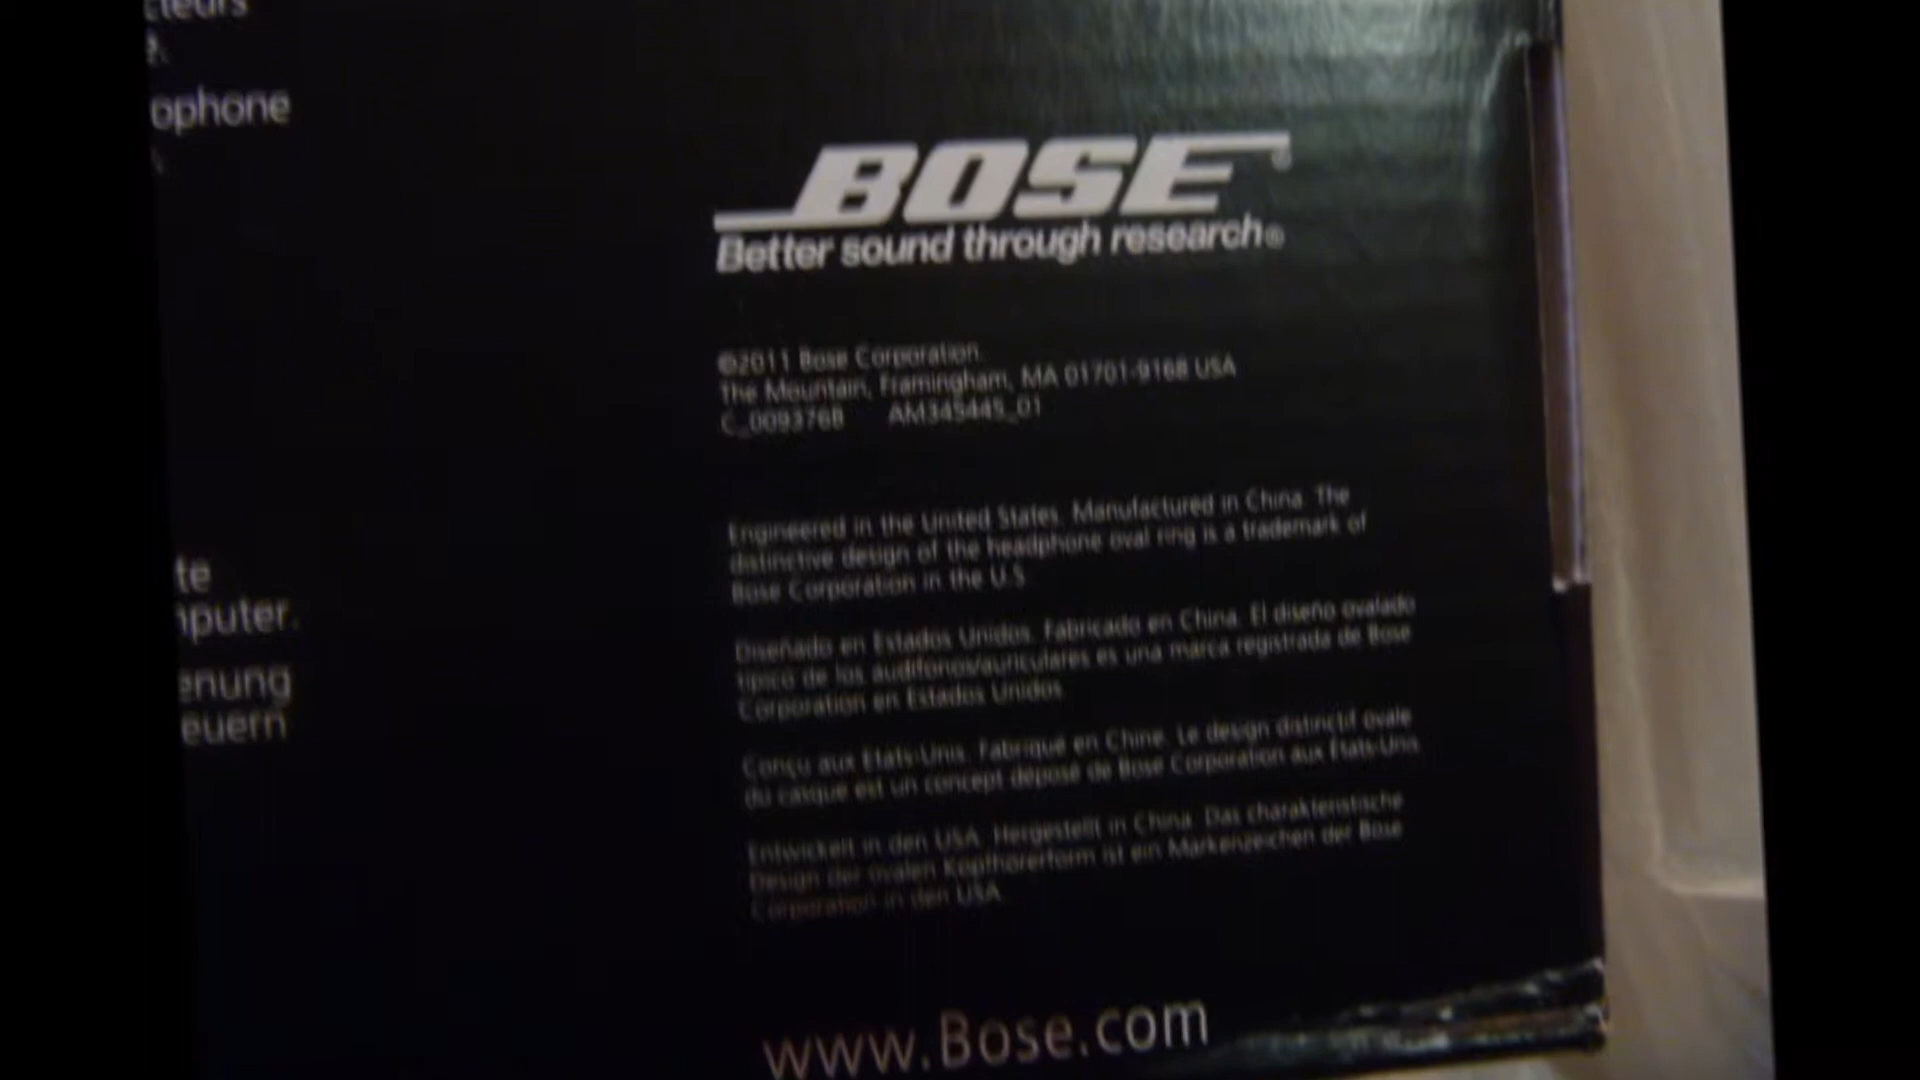 cteurs
e.
ophone
te
nputer.
enung
euern
BOSE®
Better sound through research®
©2011 Bose Corporation.
The Mountain, Framingham, MA 01701-9168 USA
C_009376B AM345445_01
Engineered in the United States. Manufactured in China. The
distinctive design of the headphone oval ring is a trademark of
Bose Corporation in the U.S.
Diseñado en Estados Unidos. Fabricado en China. El diseño ovalado
típico de los audífonos/auriculares es una marca registrada de Bose
Corporation en Estados Unidos.
Conçu aux États-Unis. Fabriqué en Chine. Le design distinctif ovale
du casque est un concept déposé de Bose Corporation aux États-Unis.
Entwickelt in den USA. Hergestellt in China. Das charakteristische
Design der ovalen Kopfhörerform ist ein Markenzeichen der Bose
Corporation in den USA.
www.Bose.com